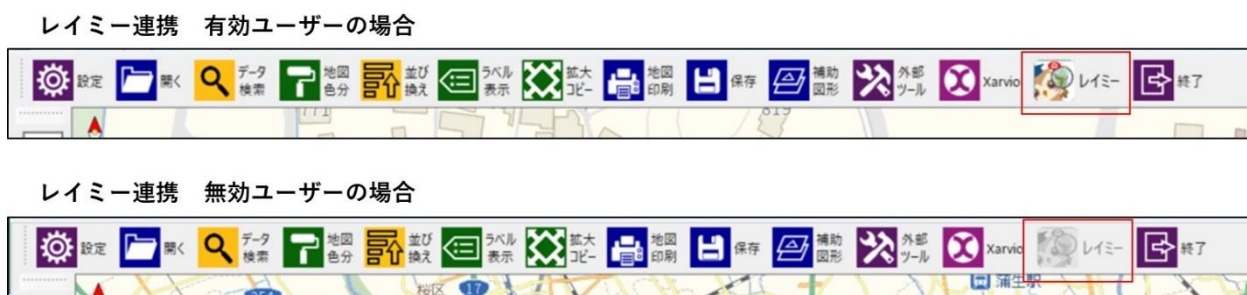 レイミー連携 有効ユーザーの場合
設定 開く データ検索 地図色分 並び換え ラベル表示 拡大コピー 地図印刷 保存 補助図形 外部ツール Xarvio レイミー 終了
771 819
レイミー連携 無効ユーザーの場合
設定 開く データ検索 地図色分 並び換え ラベル表示 拡大コピー 地図印刷 保存 補助図形 外部ツール Xarvio レイミー 終了
254 桜区 17 蒲生駅